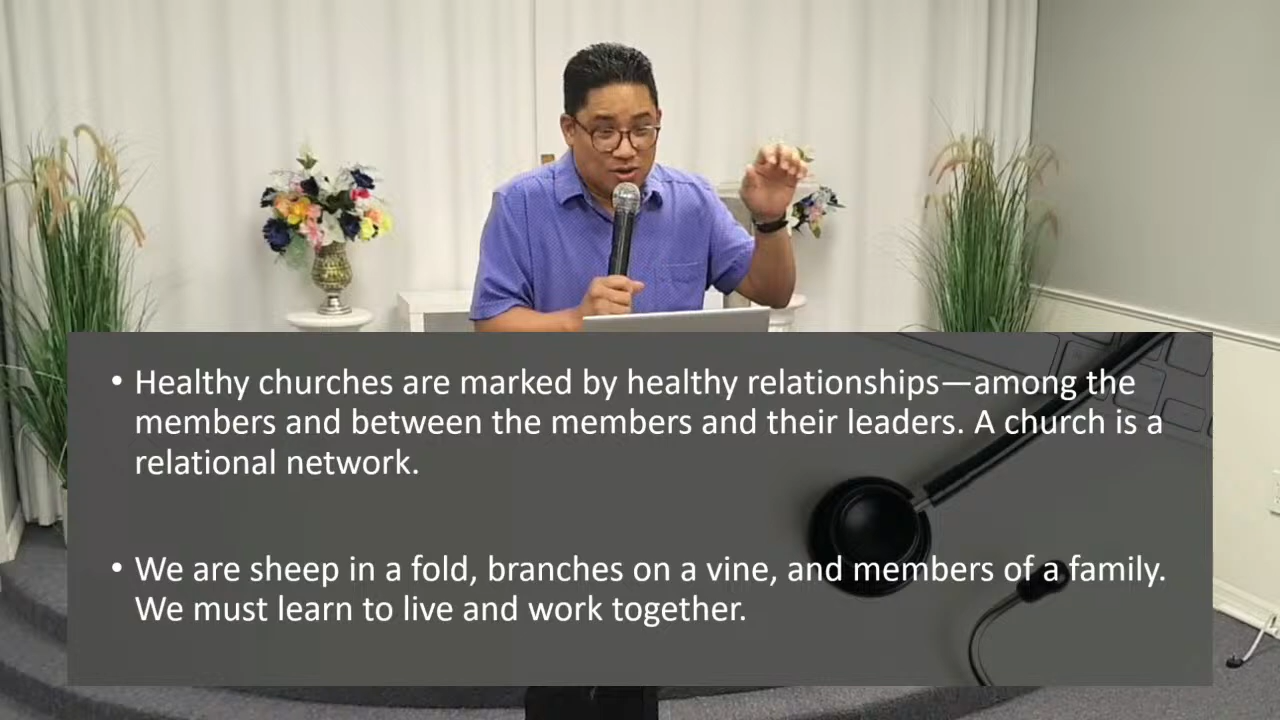 • Healthy churches are marked by healthy relationships—among the
members and between the members and their leaders. A church is a
relational network.
• We are sheep in a fold, branches on a vine, and members of a family.
We must learn to live and work together.